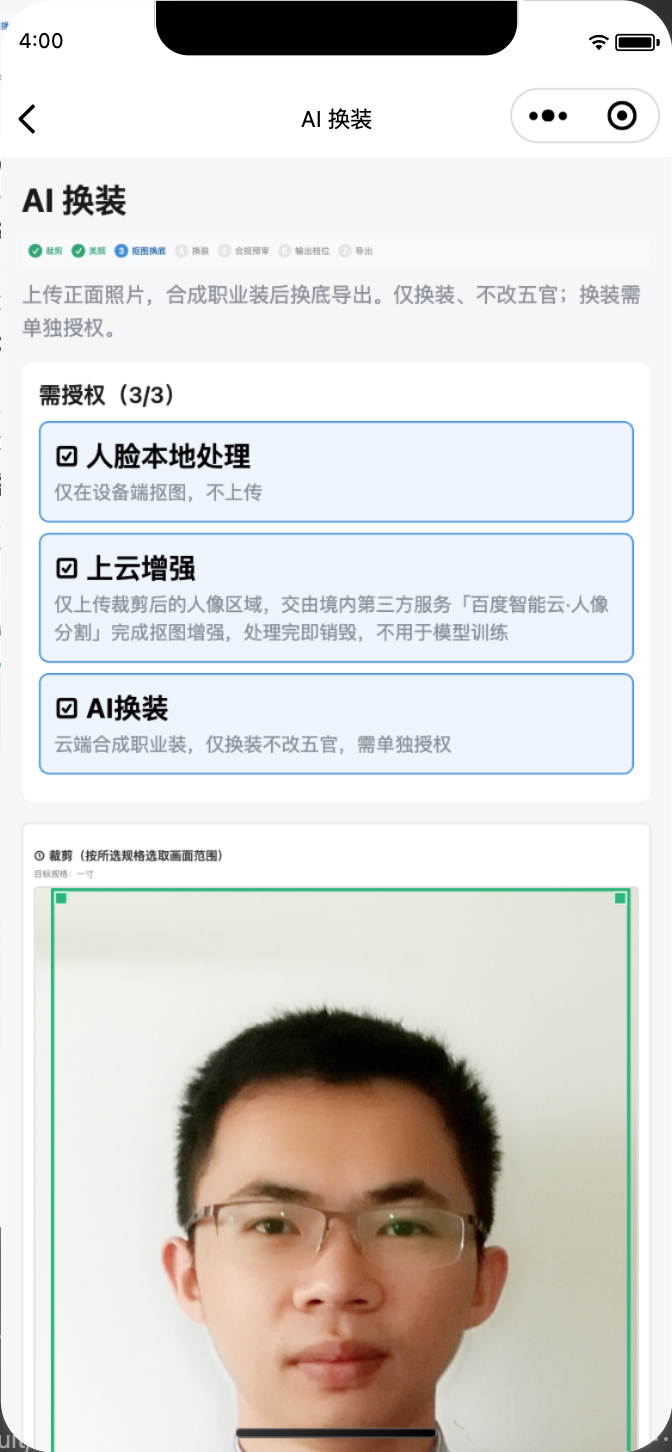 4:00
AI 换装
AI 换装
裁剪 美颜 3 抠图换底 4 换装 5 合规预审 6 输出档位 7 导出
上传正面照片，合成职业装后换底导出。仅换装、不改五官；换装需
单独授权。
需授权（3/3）
人脸本地处理
仅在设备端抠图，不上传
上云增强
仅上传裁剪后的人像区域，交由境内第三方服务「百度智能云·人像
分割」完成抠图增强，处理完即销毁，不用于模型训练
AI换装
云端合成职业装，仅换装不改五官，需单独授权
① 裁剪（按所选规格选取画面范围）
目标规格：一寸